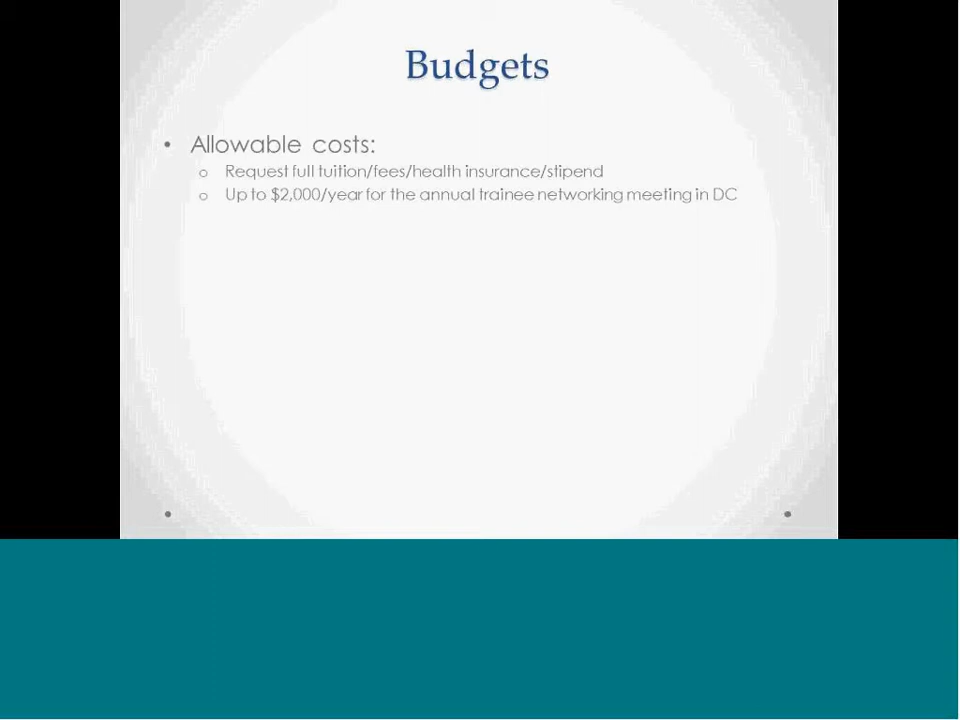 Budgets
• Allowable costs:
o Request full tuition/fees/health insurance/stipend
o Up to $2,000/year for the annual trainee networking meeting in DC